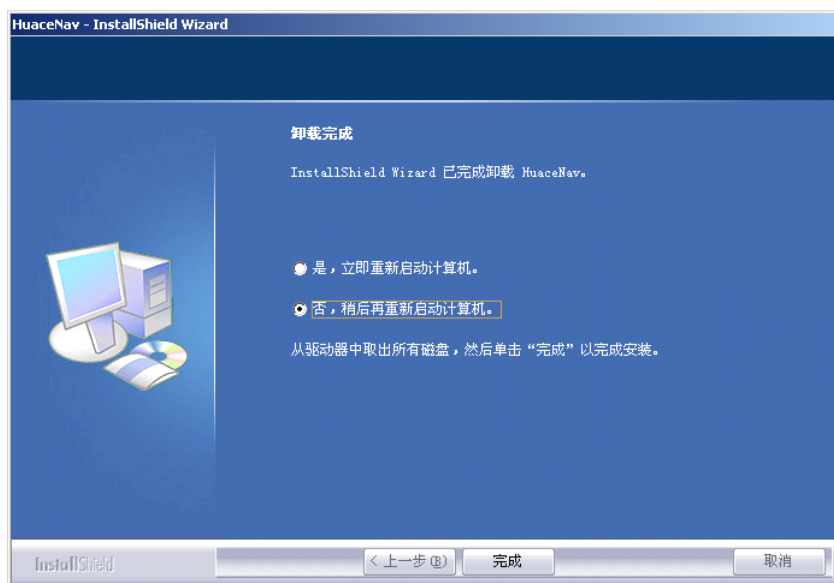 HuaceNav - InstallShield Wizard
卸载完成
InstallShield Wizard 已完成卸载 HuaceNav。
是，立即重新启动计算机。
否，稍后再重新启动计算机。
从驱动器中取出所有磁盘，然后单击“完成”以完成安装。
InstallShield
< 上一步(B) 完成 取消